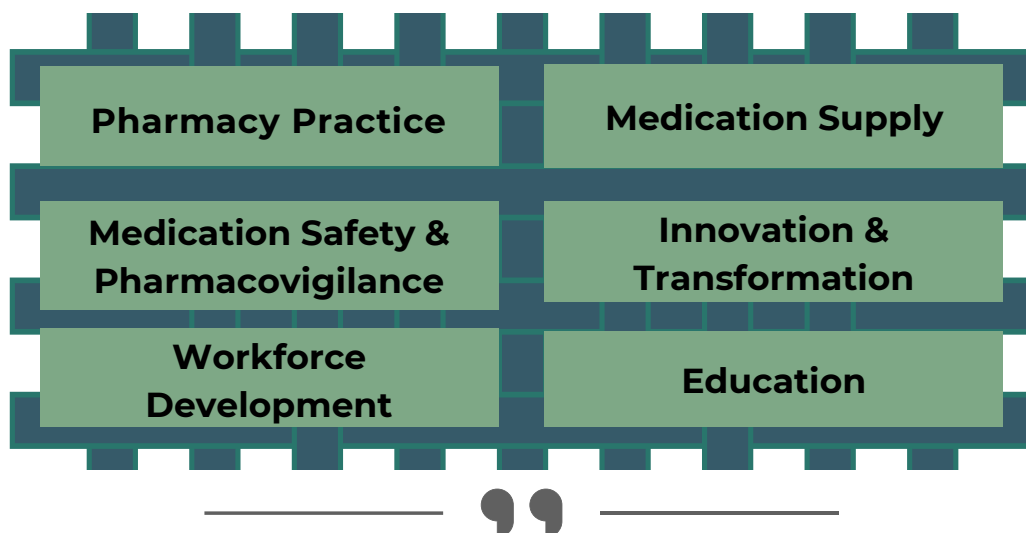 Pharmacy Practice
Medication Supply
Medication Safety &
Pharmacovigilance
Innovation &
Transformation
Workforce
Development
Education